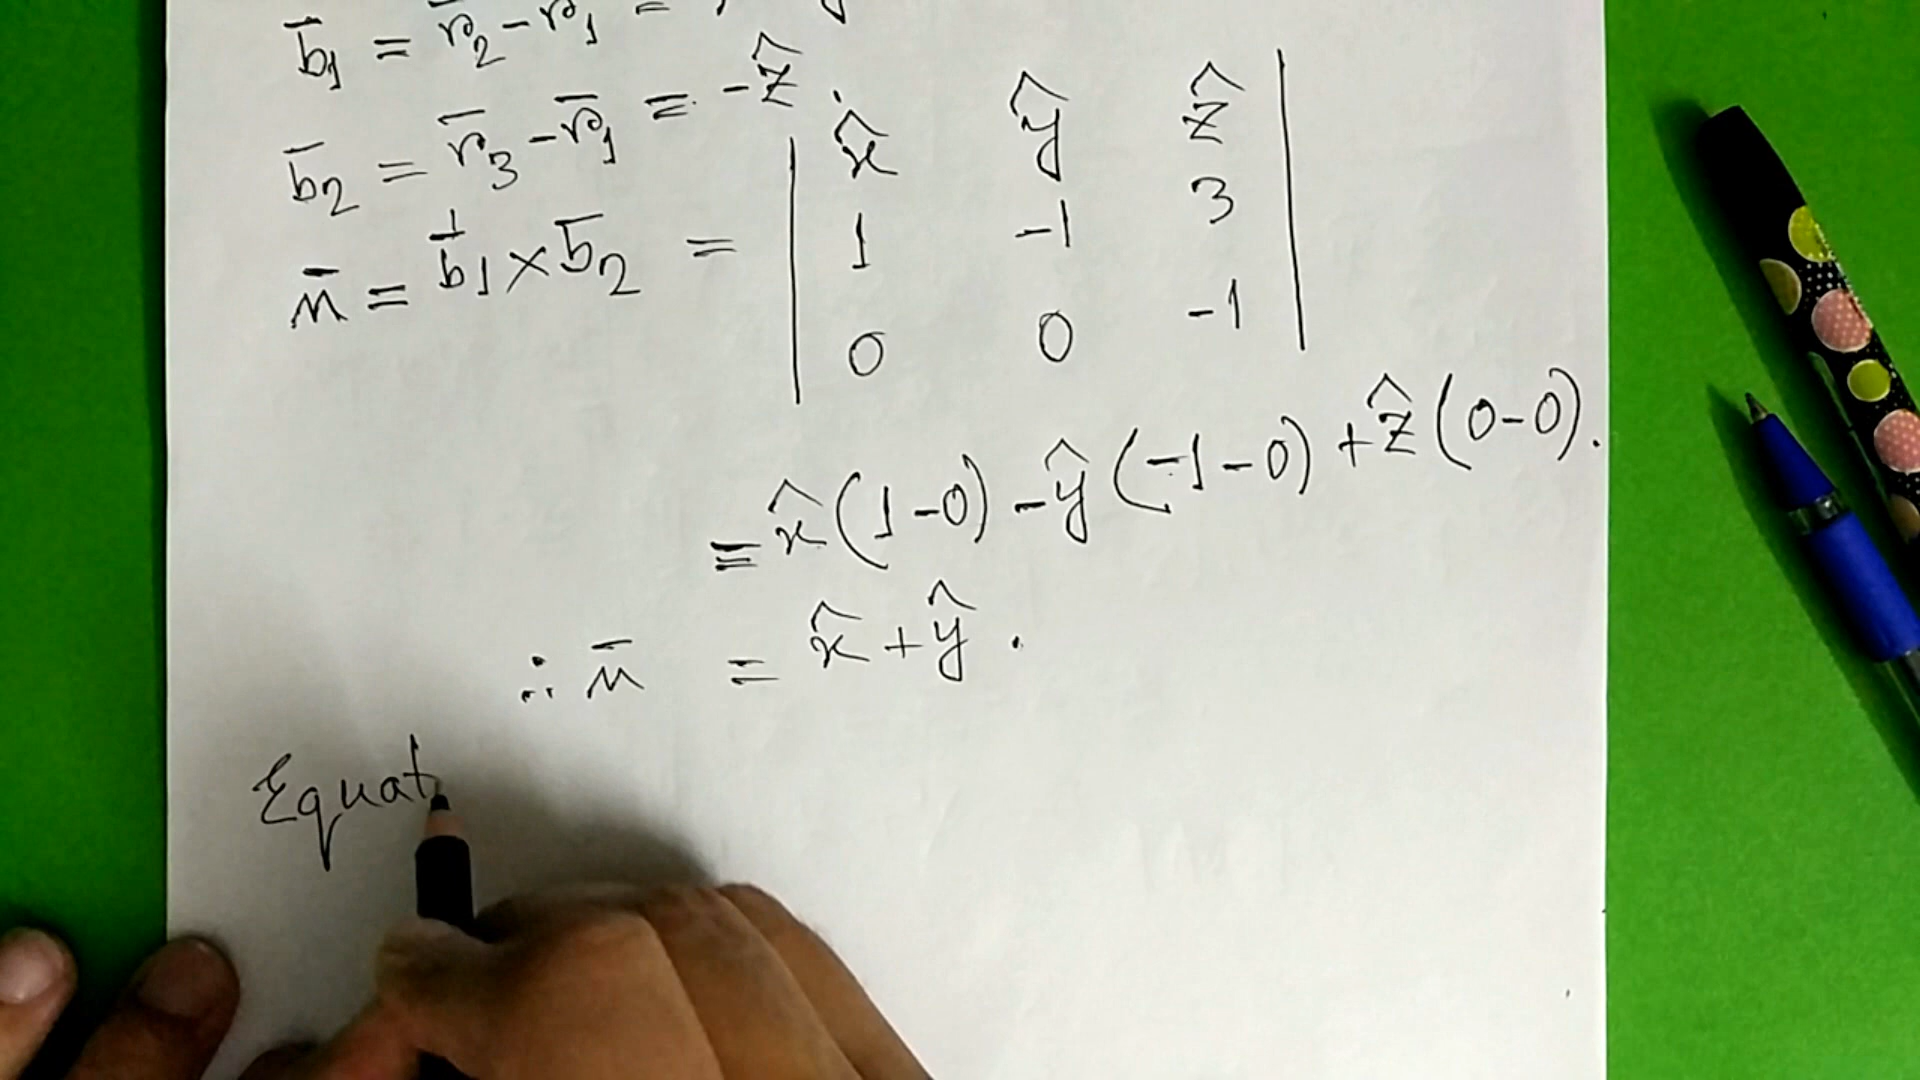 b̄₁ = r̄₂ - r̄₁ =
b̄₂ = r̄₃ - r̄₁ = -ẑ.
n̄ = b̄₁ × b̄₂ = | x̂ ŷ ẑ |
| 1 -1 3 |
| 0 0 -1 |
= x̂(1-0) - ŷ(-1-0) + ẑ(0-0).
∴ n̄ = x̂ + ŷ.
Equat